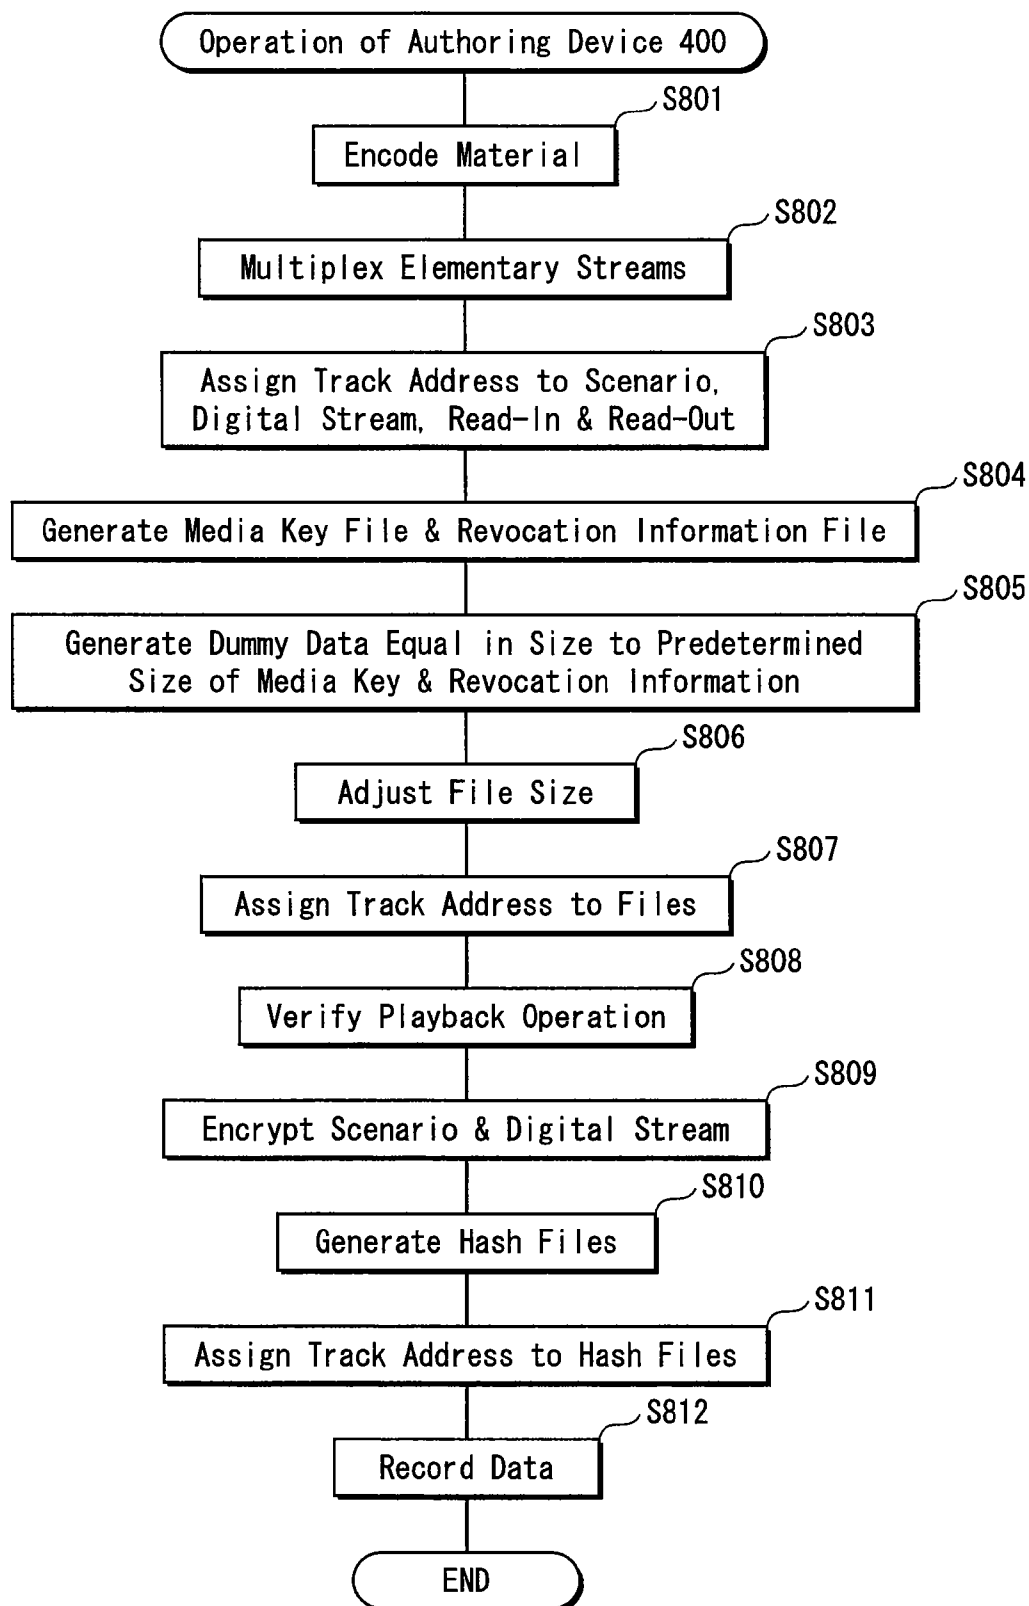 Operation of Authoring Device 400
S801
Encode Material
S802
Multiplex Elementary Streams
S803
Assign Track Address to Scenario,
Digital Stream, Read-In & Read-Out
S804
Generate Media Key File & Revocation Information File
S805
Generate Dummy Data Equal in Size to Predetermined
Size of Media Key & Revocation Information
S806
Adjust File Size
S807
Assign Track Address to Files
S808
Verify Playback Operation
S809
Encrypt Scenario & Digital Stream
S810
Generate Hash Files
S811
Assign Track Address to Hash Files
S812
Record Data
END